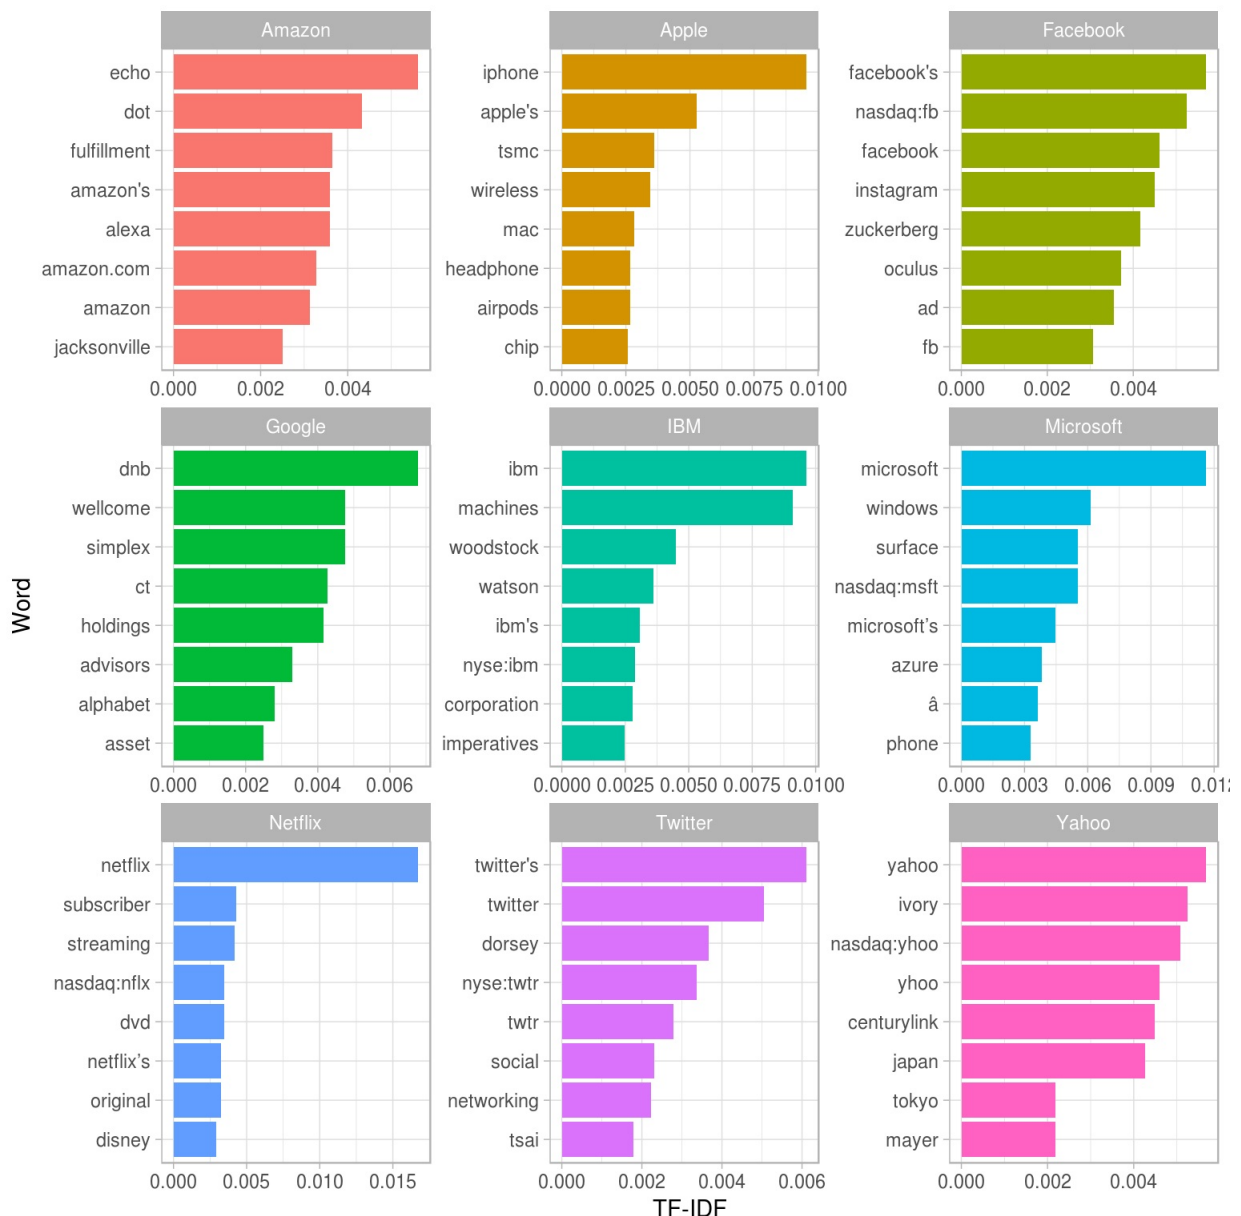 Amazon
echo
dot
fulfillment
amazon's
alexa
amazon.com
amazon
jacksonville
0.000 0.002 0.004
Apple
iphone
apple's
tsmc
wireless
mac
headphone
airpods
chip
0.0000 0.0025 0.0050 0.0075 0.0100
Facebook
facebook's
nasdaq:fb
facebook
instagram
zuckerberg
oculus
ad
fb
0.000 0.002 0.004
Google
dnb
wellcome
simplex
ct
holdings
advisors
alphabet
asset
0.000 0.002 0.004 0.006
IBM
ibm
machines
woodstock
watson
ibm's
nyse:ibm
corporation
imperatives
0.0000 0.0025 0.0050 0.0075 0.0100
Microsoft
microsoft
windows
surface
nasdaq:msft
microsoft’s
azure
â
phone
0.000 0.003 0.006 0.009
Netflix
netflix
subscriber
streaming
nasdaq:nflx
dvd
netflix’s
original
disney
0.000 0.005 0.010 0.015
Twitter
twitter's
twitter
dorsey
nyse:twtr
twtr
social
networking
tsai
0.000 0.002 0.004 0.006
Yahoo
yahoo
ivory
nasdaq:yhoo
yhoo
centurylink
japan
tokyo
mayer
0.000 0.002 0.004
Word
TF-IDF